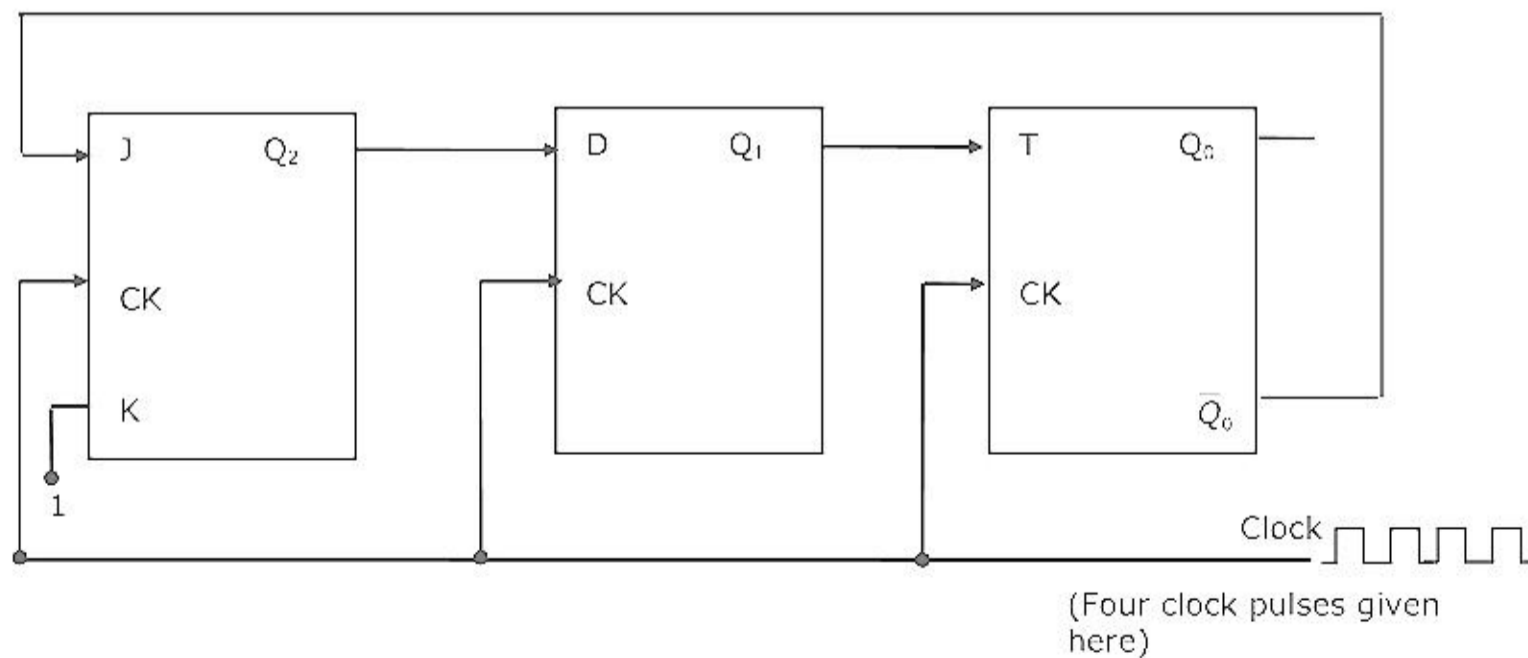 J
Q₂
D
Q₁
T
Q₀
CK
CK
CK
K
Q̅₀
1
Clock
(Four clock pulses given
here)